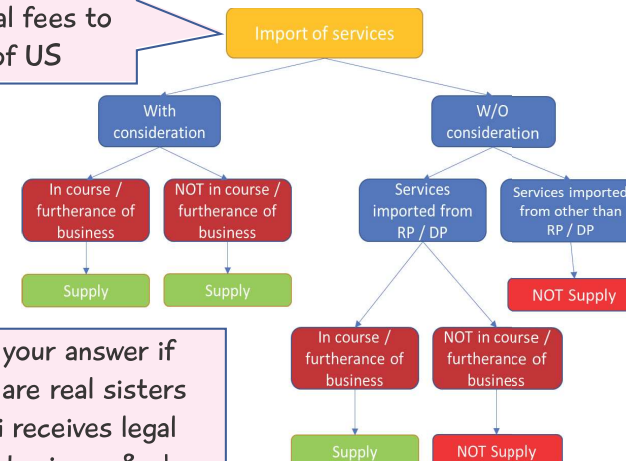 al fees to
of US
Import of services
With
consideration
W/O
consideration
In course /
furtherance of
business
NOT in course /
furtherance of
business
Services
imported from
RP / DP
Services imported
from other than
RP / DP
Supply
Supply
NOT Supply
your answer if
are real sisters
i receives legal
In course /
furtherance of
business
NOT in course /
furtherance of
business
Supply
NOT Supply